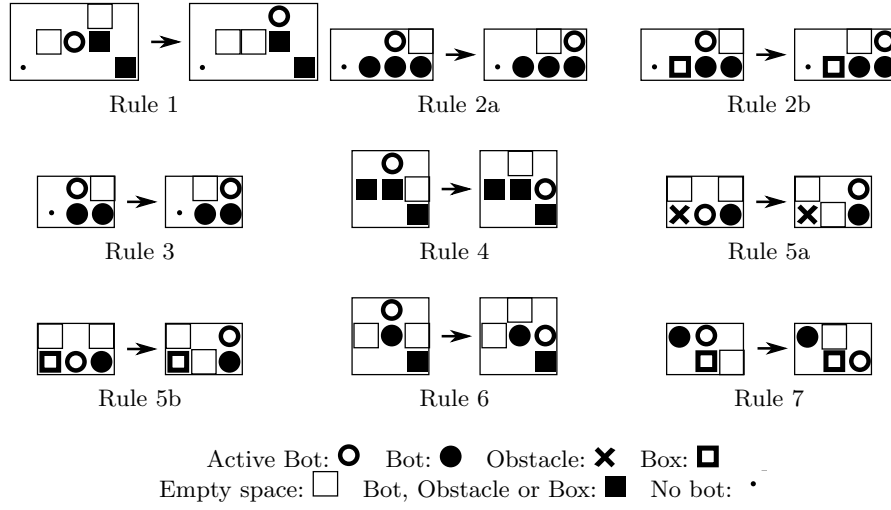 Rule 1
Rule 2a
Rule 2b
Rule 3
Rule 4
Rule 5a
Rule 5b
Rule 6
Rule 7
Active Bot: Bot: Obstacle: Box:
Empty space: Bot, Obstacle or Box: No bot: